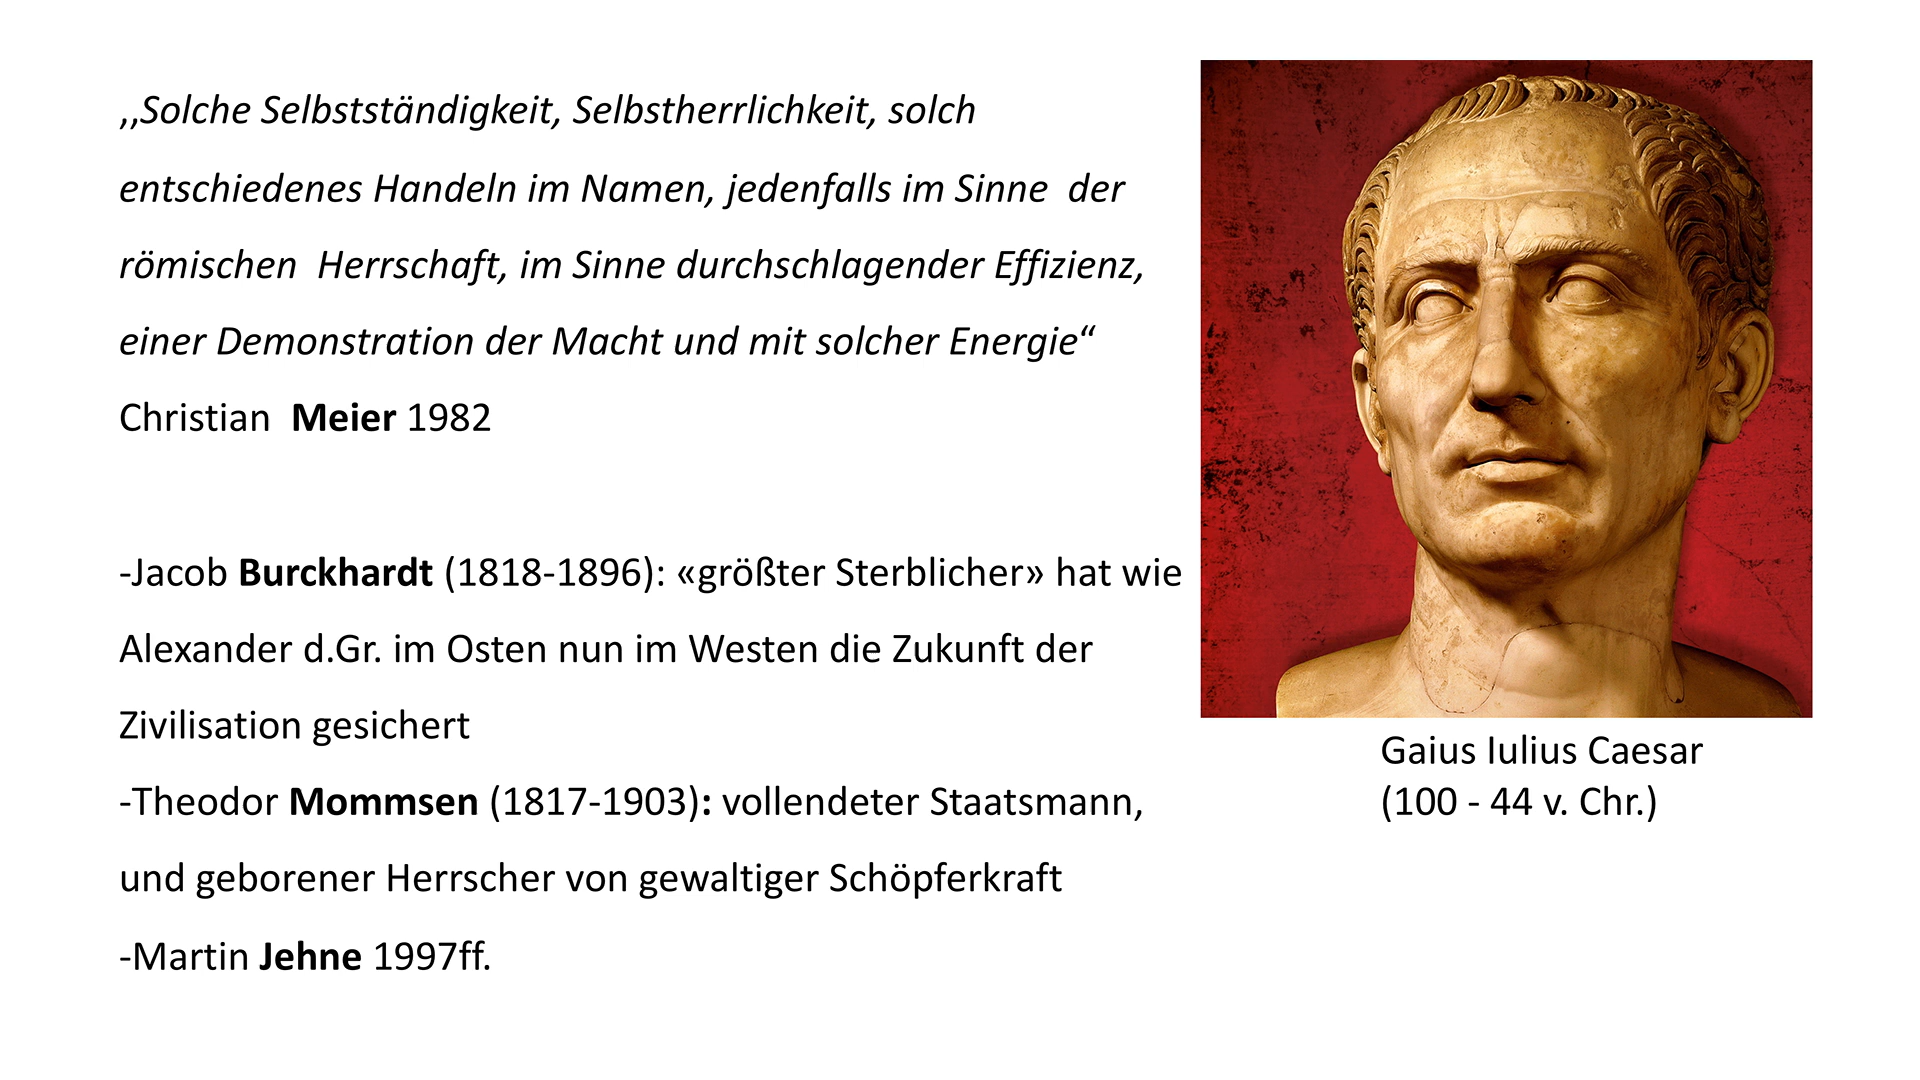 ,,Solche Selbstständigkeit, Selbstherrlichkeit, solch
entschiedenes Handeln im Namen, jedenfalls im Sinne  der
römischen  Herrschaft, im Sinne durchschlagender Effizienz,
einer Demonstration der Macht und mit solcher Energie“
Christian  Meier 1982
-Jacob Burckhardt (1818-1896): «größter Sterblicher» hat wie
Alexander d.Gr. im Osten nun im Westen die Zukunft der
Zivilisation gesichert
-Theodor Mommsen (1817-1903): vollendeter Staatsmann,
und geborener Herrscher von gewaltiger Schöpferkraft
-Martin Jehne 1997ff.
Gaius Iulius Caesar
(100 - 44 v. Chr.)